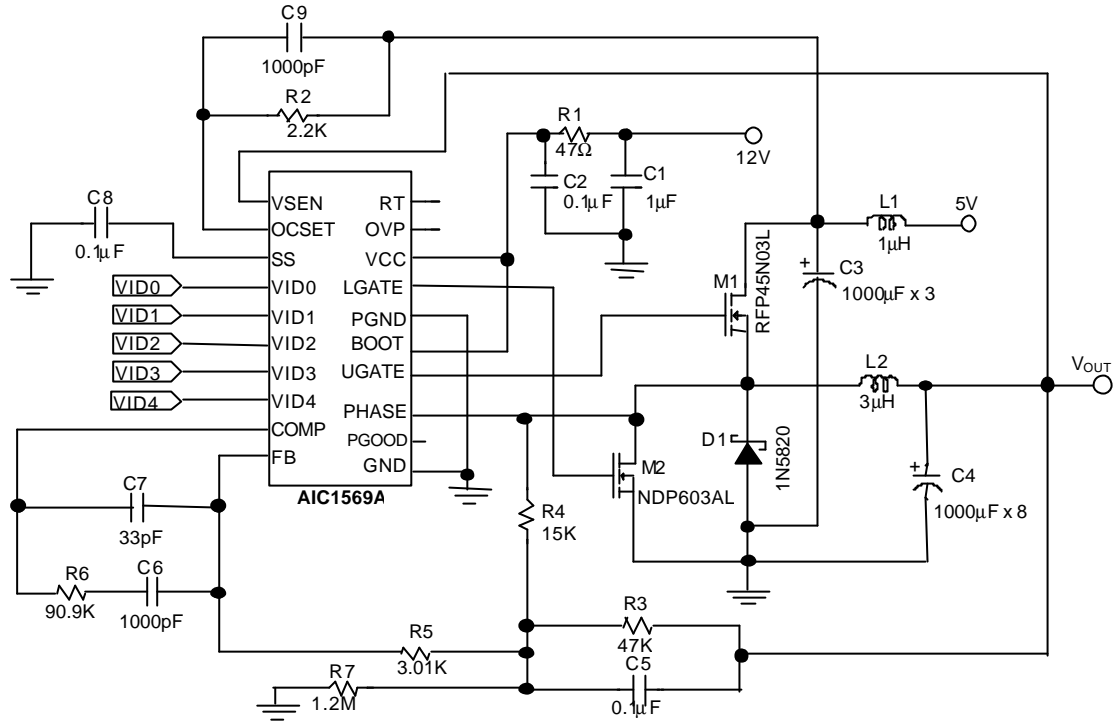 C9
1000pF
R2
2.2K
R1
47Ω
12V
C2
0.1µF
C1
1µF
C8
0.1µF
VSEN
OCSET
SS
VID0
VID1
VID2
VID3
VID4
COMP
FB
RT
OVP
VCC
LGATE
PGND
BOOT
UGATE
PHASE
PGOOD
GND
AIC1569A
VID0
VID1
VID2
VID3
VID4
L1
1µH
5V
M1
RFP45N03L
C3
1000µF x 3
L2
3µH
VOUT
D1
1N5820
M2
NDP603AL
C4
1000µF x 8
C7
33pF
R6
90.9K
C6
1000pF
R4
15K
R5
3.01K
R3
47K
C5
0.1µF
R7
1.2M